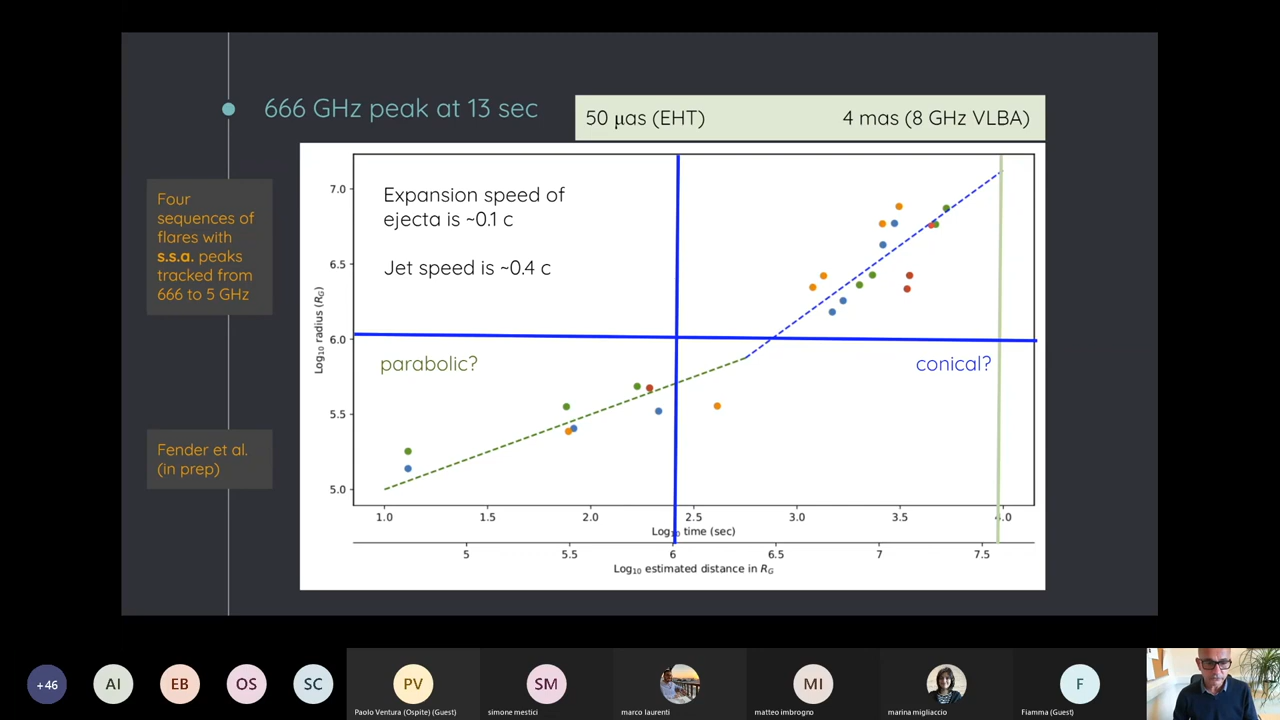 666 GHz peak at 13 sec
50 μas (EHT)
4 mas (8 GHz VLBA)
Four
sequences of
flares with
s.s.a. peaks
tracked from
666 to 5 GHz
Fender et al.
(in prep)
Expansion speed of
ejecta is ~0.1 c
Jet speed is ~0.4 c
parabolic?
conical?
Log₁₀ radius (R_G)
7.0
6.5
6.0
5.5
5.0
1.0 1.5 2.0 2.5 3.0 3.5 4.0
Log₁₀ time (sec)
5 5.5 6 6.5 7 7.5
Log₁₀ estimated distance in R_G
+46
AI
EB
OS
SC
PV
SM
MI
F
Paolo Ventura (Ospite) (Guest)
simone mestici
marco laurenti
matteo imbrogno
marina migliaccio
Fiamma (Guest)